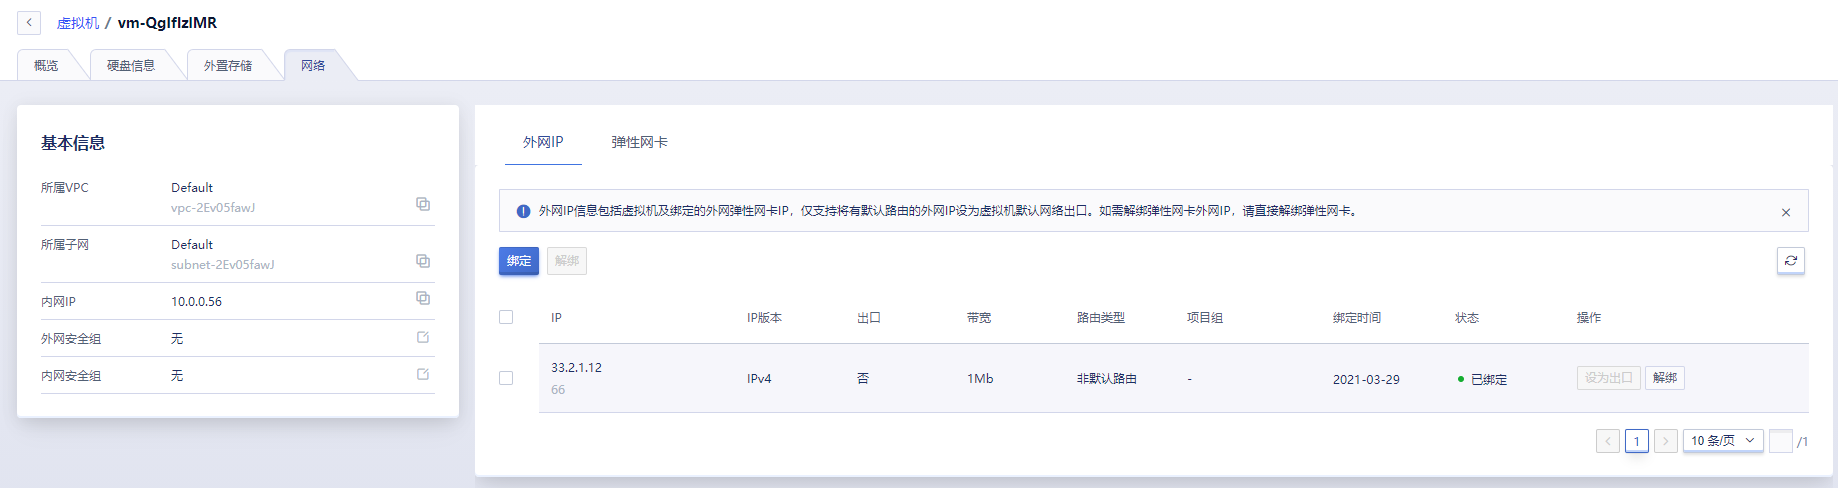 虚拟机 / vm-QgIfIzIMR
概览 硬盘信息 外置存储 网络
基本信息
所属VPC Default
vpc-2Ev05fawJ
所属子网 Default
subnet-2Ev05fawJ
内网IP 10.0.0.56
外网安全组 无
内网安全组 无
外网IP 弹性网卡
外网IP信息包括虚拟机及绑定的外网弹性网卡IP，仅支持将有默认路由的外网IP设为虚拟机默认网络出口。如需解绑弹性网卡外网IP，请直接解绑弹性网卡。
绑定 解绑
IP IP版本 出口 带宽 路由类型 项目组 绑定时间 状态 操作
33.2.1.12 IPv4 否 1Mb 非默认路由 - 2021-03-29 已绑定 设为出口 解绑
66
1 10 条/页 /1